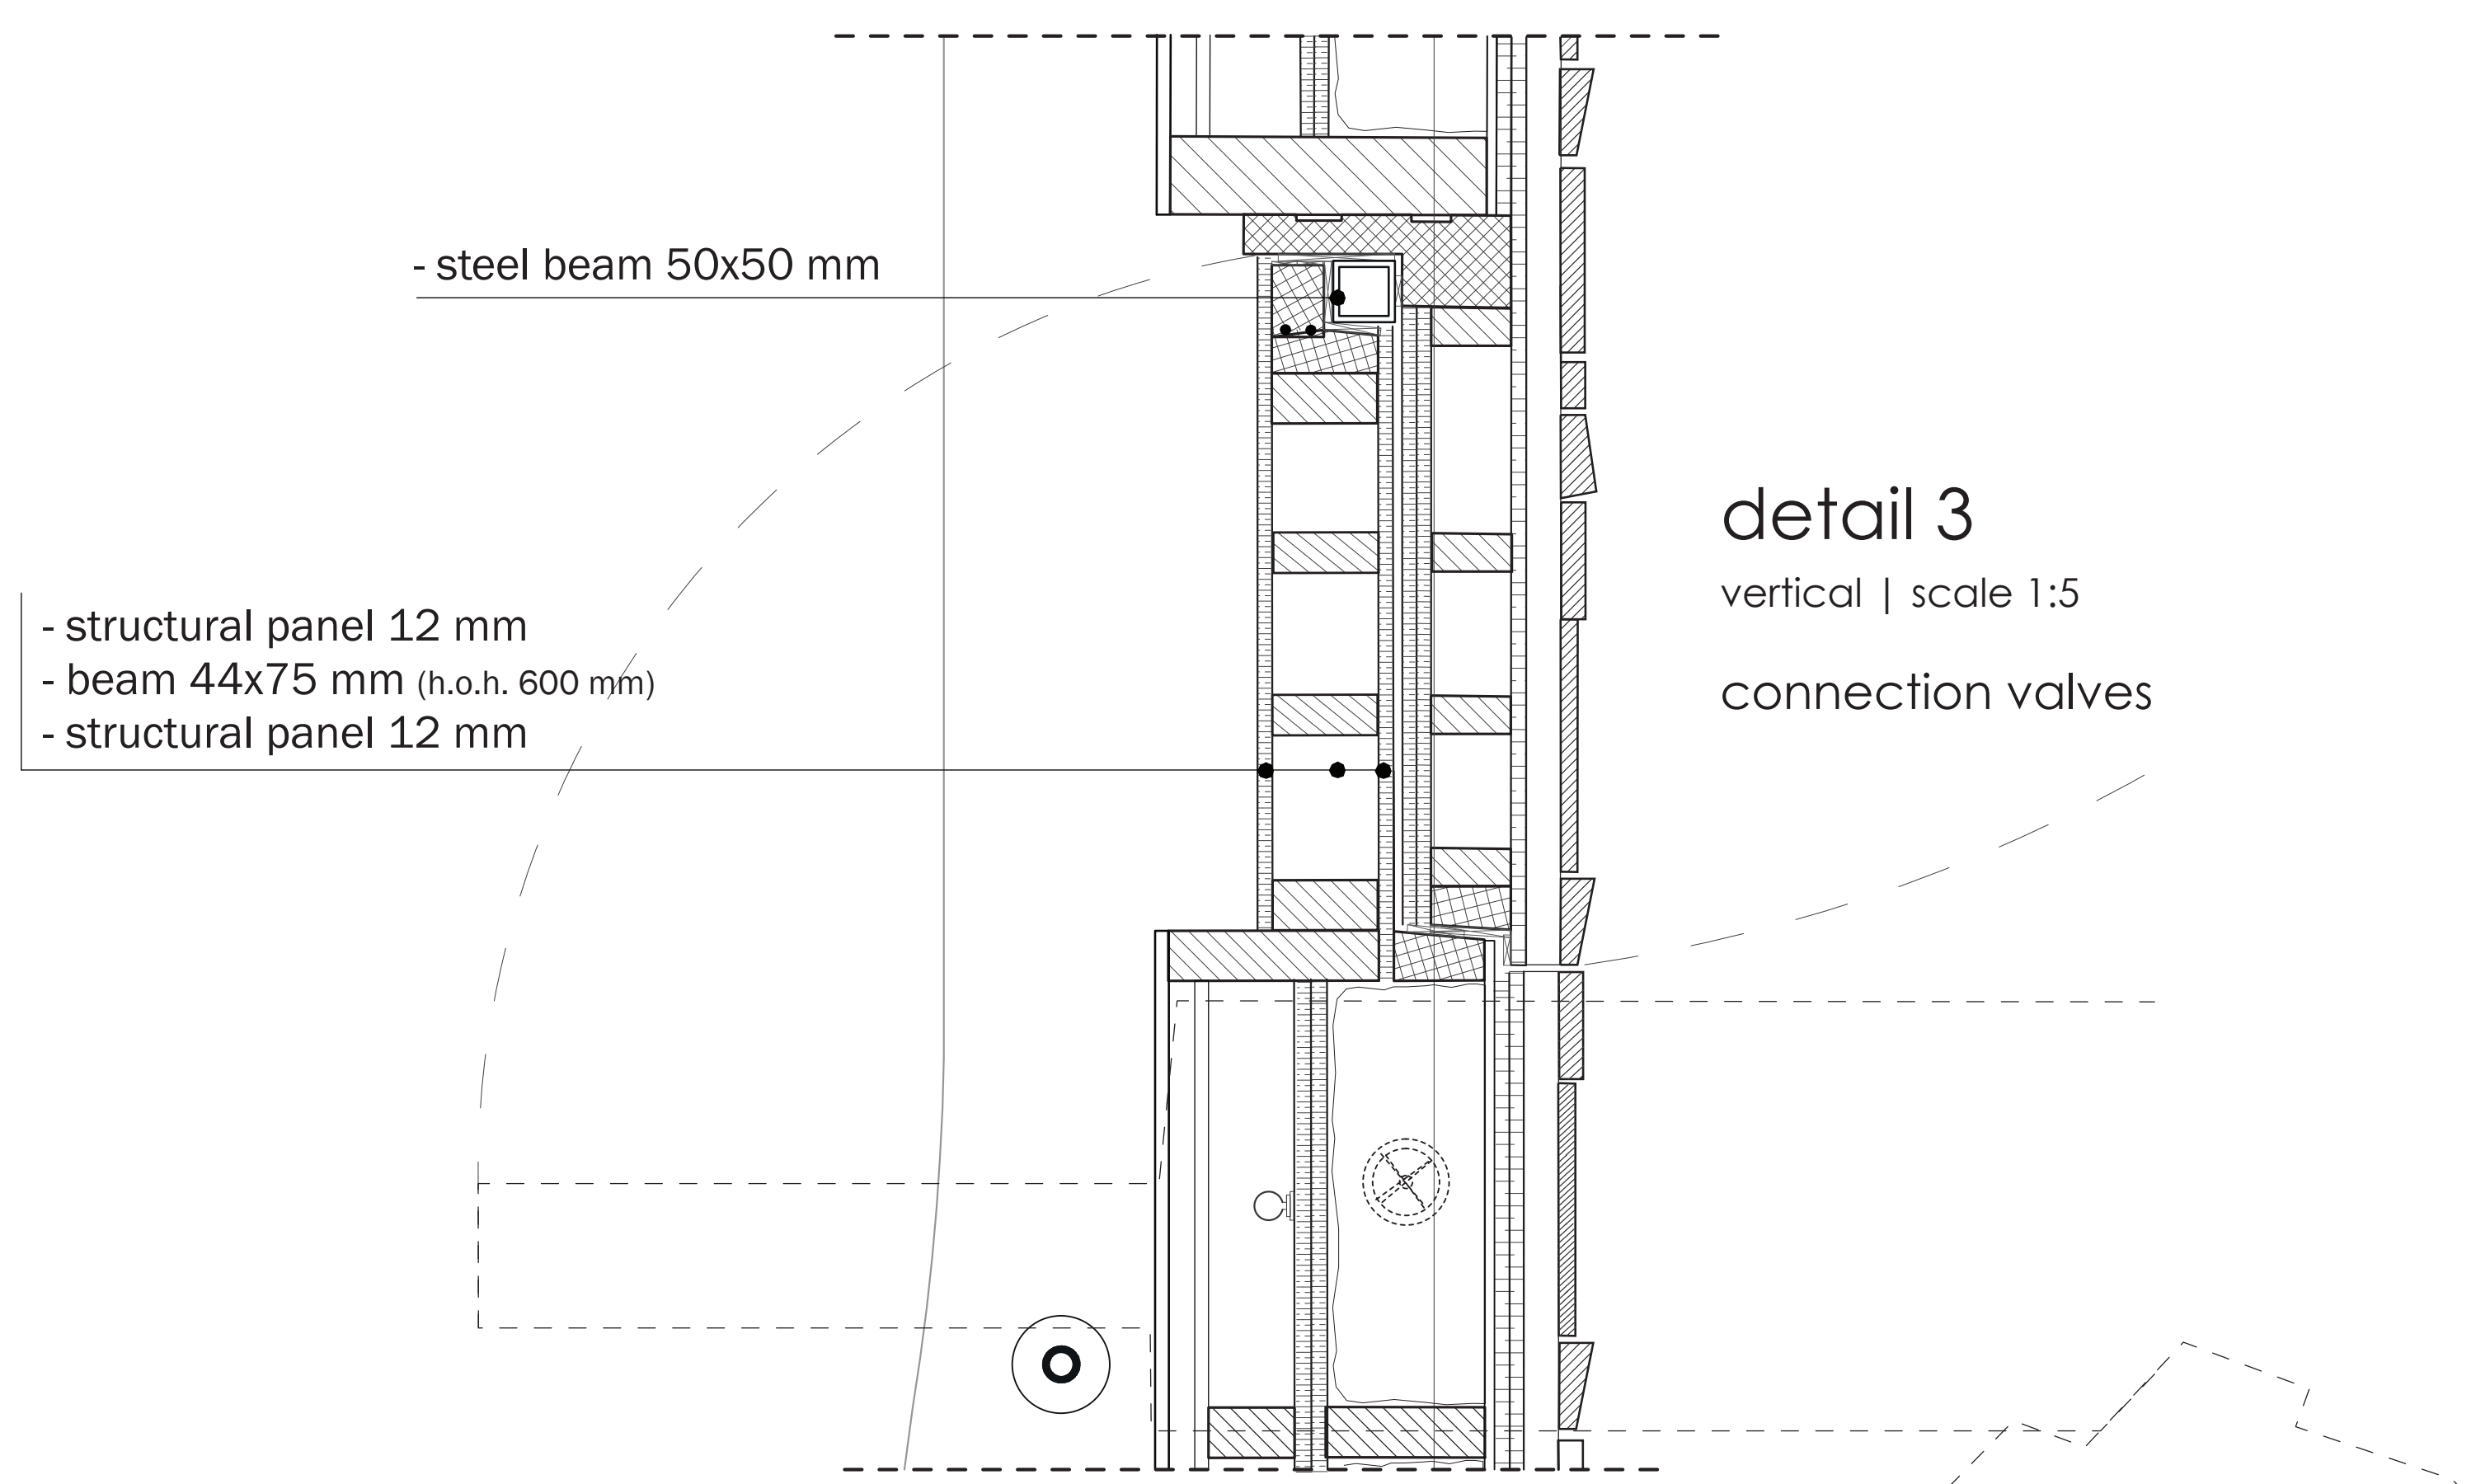 - steel beam 50x50 mm
detail 3
vertical | scale 1:5
- structural panel 12 mm
- beam 44x75 mm (h.o.h. 600 mm)
- structural panel 12 mm
connection valves